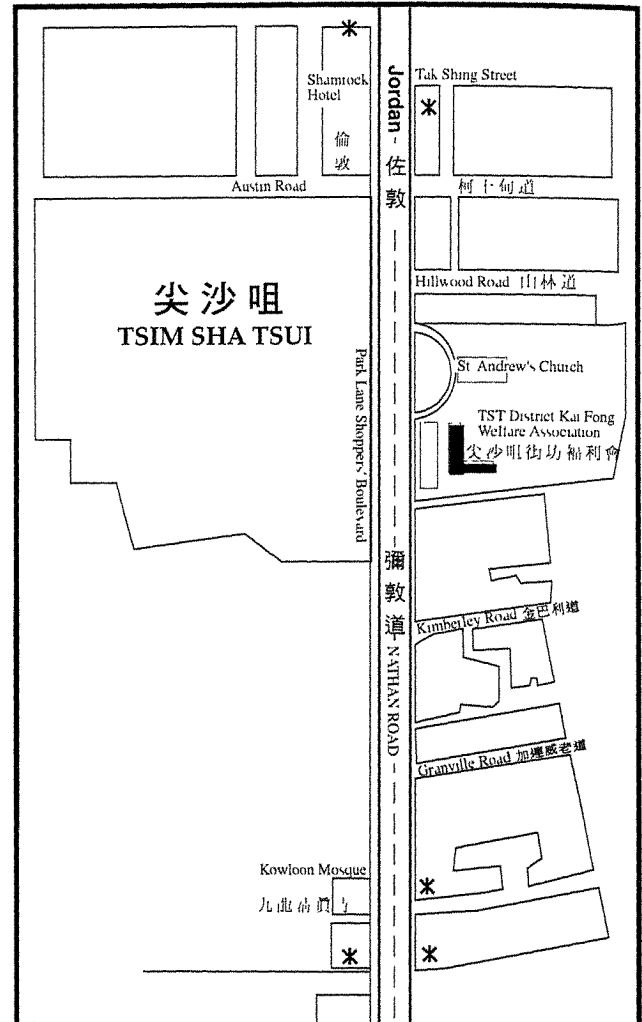 Shamrock
Hotel
倫
敦
Jordan - 佐敦
Tak Shing Street
Austin Road
柯士甸道
Hillwood Road 山林道
尖沙咀
TSIM SHA TSUI
Park Lane Shoppers' Boulevard
St Andrew's Church
TST District Kai Fong
Welfare Association
尖沙咀街坊福利會
彌敦道 NATHAN ROAD
Kimberley Road 金巴利道
Granville Road 加連威老道
Kowloon Mosque
九龍清真寺